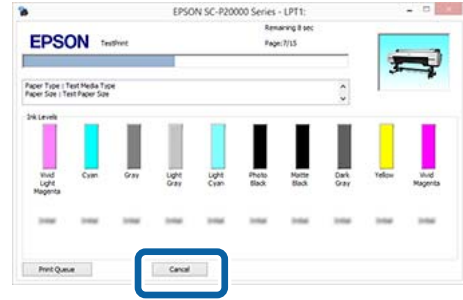 EPSON SC-P20000 Series - LPT1:
EPSON TestPrint
Remaining 8 sec
Page: 7/15
Paper Type : Test Media Type
Paper Size : Test Paper Size
Ink Levels
Vivid Light Magenta
Cyan
Gray
Light Gray
Light Cyan
Photo Black
Matte Black
Dark Gray
Yellow
Vivid Magenta
Print Queue
Cancel